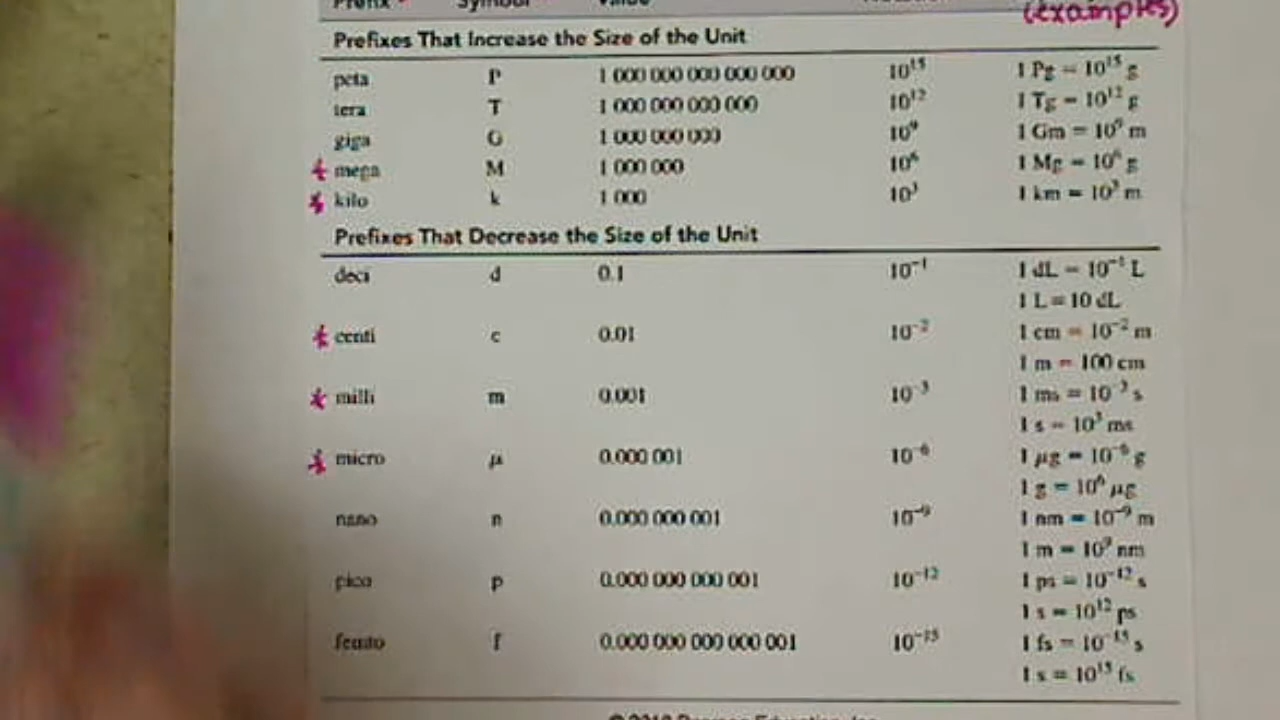 Prefix Symbol Value
(examples)
Prefixes That Increase the Size of the Unit
peta P 1 000 000 000 000 000 10¹⁵ 1 Pg = 10¹⁵ g
tera T 1 000 000 000 000 10¹² 1 Tg = 10¹² g
giga G 1 000 000 000 10⁹ 1 Gm = 10⁹ m
* mega M 1 000 000 10⁶ 1 Mg = 10⁶ g
* kilo k 1 000 10³ 1 km = 10³ m
Prefixes That Decrease the Size of the Unit
deci d 0.1 10⁻¹ 1 dL = 10⁻¹ L
1 L = 10 dL
* centi c 0.01 10⁻² 1 cm = 10⁻² m
1 m = 100 cm
* milli m 0.001 10⁻³ 1 ms = 10⁻³ s
1 s = 10³ ms
* micro μ 0.000 001 10⁻⁶ 1 μg = 10⁻⁶ g
1 g = 10⁶ μg
nano n 0.000 000 001 10⁻⁹ 1 nm = 10⁻⁹ m
1 m = 10⁹ nm
pico p 0.000 000 000 001 10⁻¹² 1 ps = 10⁻¹² s
1 s = 10¹² ps
femto f 0.000 000 000 000 001 10⁻¹⁵ 1 fs = 10⁻¹⁵ s
1 s = 10¹⁵ fs
Pearson Education, Inc.